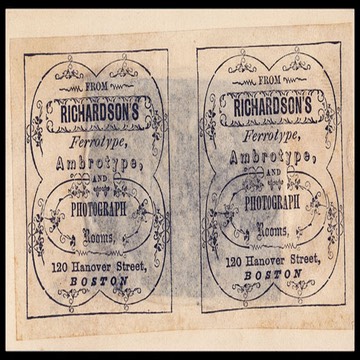 FROM
RICHARDSON'S
Ferrotype,
Ambrotype,
AND
PHOTOGRAPH
Rooms,
120 Hanover Street,
BOSTON
FROM
RICHARDSON'S
Ferrotype,
Ambrotype,
AND
PHOTOGRAPH
Rooms,
120 Hanover Street,
BOSTON